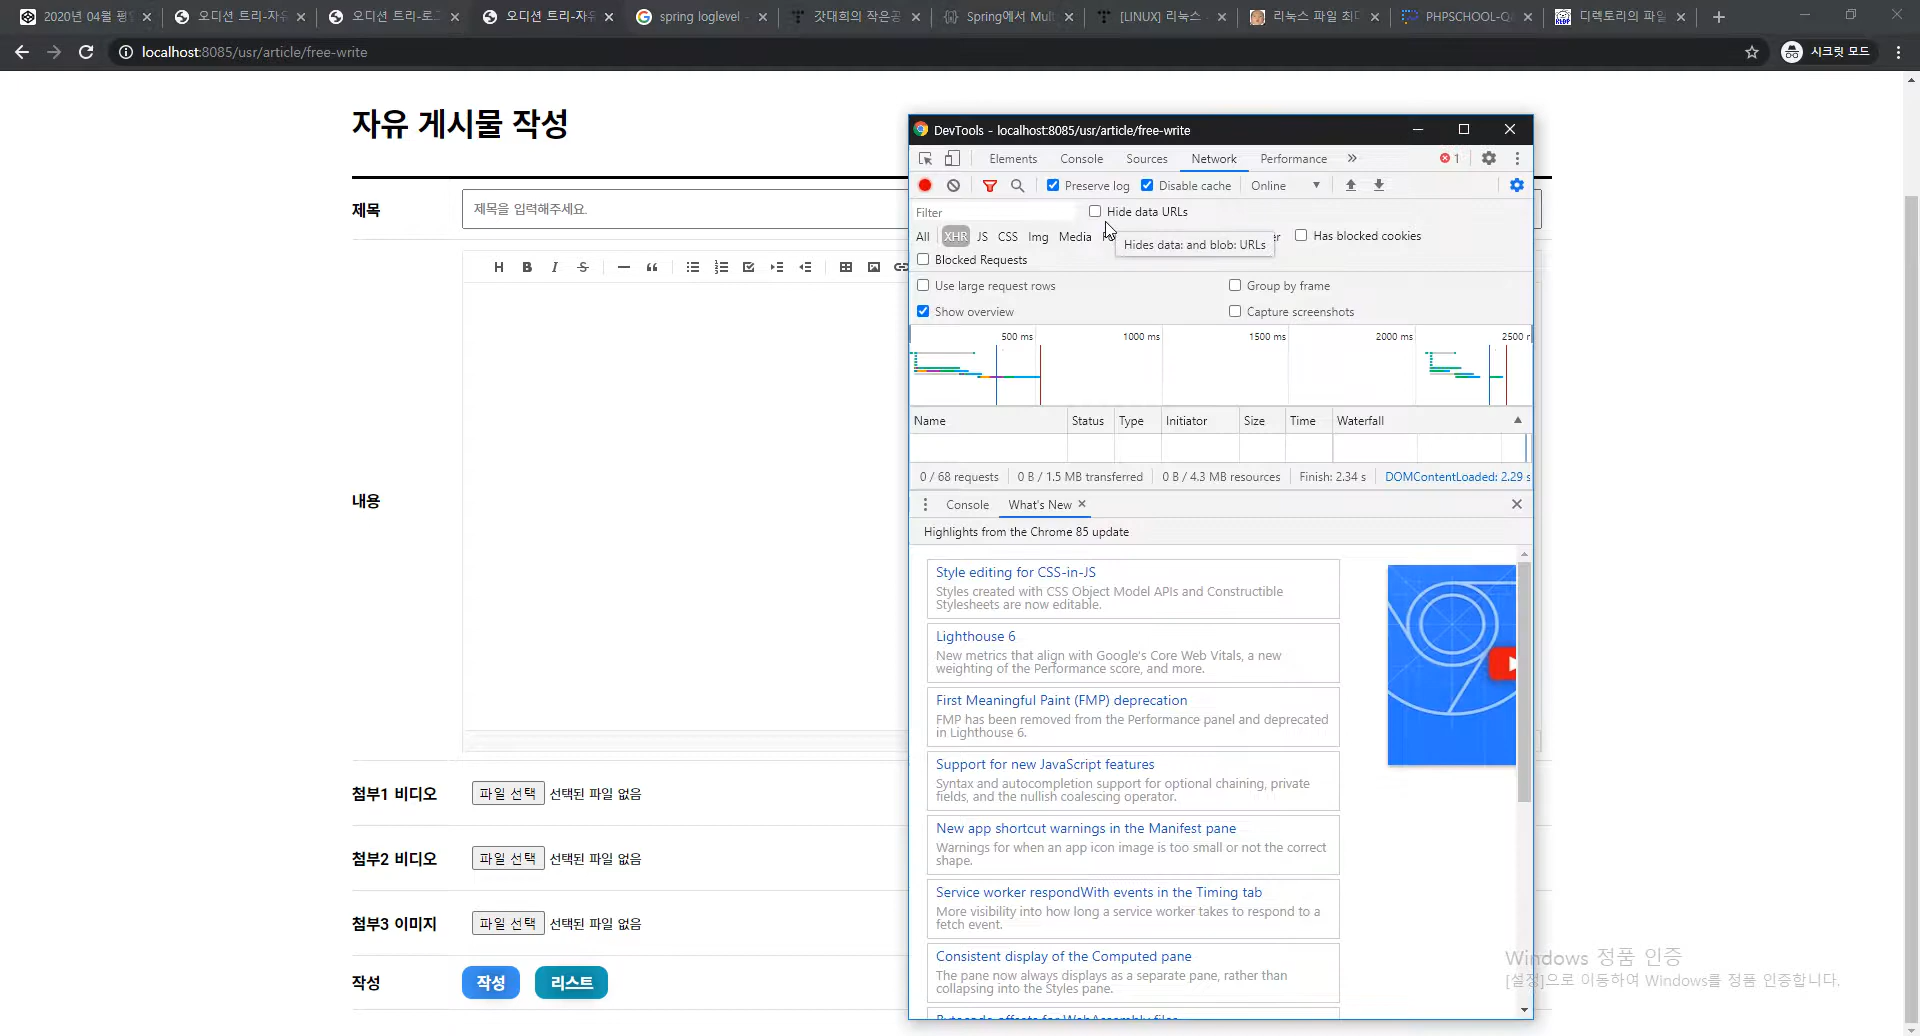 2020년 04월 평
오디션 트리-자유
오디션 트리-로그
오디션 트리-자유
spring loglevel
갓대희의 작은공
Spring에서 Mul
[LINUX] 리눅스
리눅스 파일 최대
PHPSCHOOL-Q&
디렉토리의 파일
localhost:8085/usr/article/free-write
시크릿 모드
자유 게시물 작성
제목
제목을 입력해주세요.
H B I S
내용
첨부1 비디오
파일 선택 선택된 파일 없음
첨부2 비디오
파일 선택 선택된 파일 없음
첨부3 이미지
파일 선택 선택된 파일 없음
작성
작성
리스트
DevTools - localhost:8085/usr/article/free-write
Elements Console Sources Network Performance 1
Preserve log Disable cache Online
Filter
Hide data URLs
All XHR JS CSS Img Media
Hides data: and blob: URLs
Has blocked cookies
Blocked Requests
Use large request rows
Group by frame
Show overview
Capture screenshots
500 ms 1000 ms 1500 ms 2000 ms 2500
Name Status Type Initiator Size Time Waterfall
0 / 68 requests 0 B / 1.5 MB transferred 0 B / 4.3 MB resources Finish: 2.34 s DOMContentLoaded: 2.29 s
Console What's New
Highlights from the Chrome 85 update
Style editing for CSS-in-JS
Styles created with CSS Object Model APIs and Constructible
Stylesheets are now editable.
Lighthouse 6
New metrics that align with Google's Core Web Vitals, a new
weighting of the Performance score, and more.
First Meaningful Paint (FMP) deprecation
FMP has been removed from the Performance panel and deprecated
in Lighthouse 6.
Support for new JavaScript features
Syntax and autocompletion support for optional chaining, private
fields, and the nullish coalescing operator.
New app shortcut warnings in the Manifest pane
Warnings for when an app icon image is too small or not the correct
shape.
Service worker respondWith events in the Timing tab
More visibility into how long a service worker takes to respond to a
fetch event.
Consistent display of the Computed pane
The pane now always displays as a separate pane, rather than
collapsing into the Styles pane.
Windows 정품 인증
[설정]으로 이동하여 Windows를 정품 인증합니다.